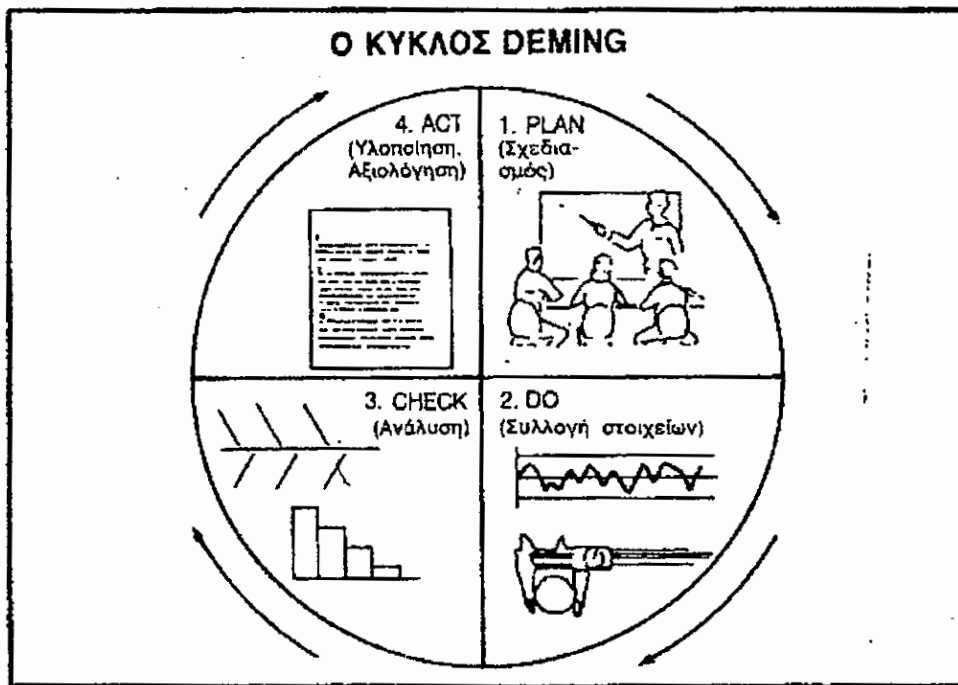 Ο ΚΥΚΛΟΣ DEMING
4. ACT
(Υλοποίηση,
Αξιολόγηση)
1. PLAN
(Σχεδια-
σμός)
3. CHECK
(Ανάλυση)
2. DO
(Συλλογή στοιχείων)